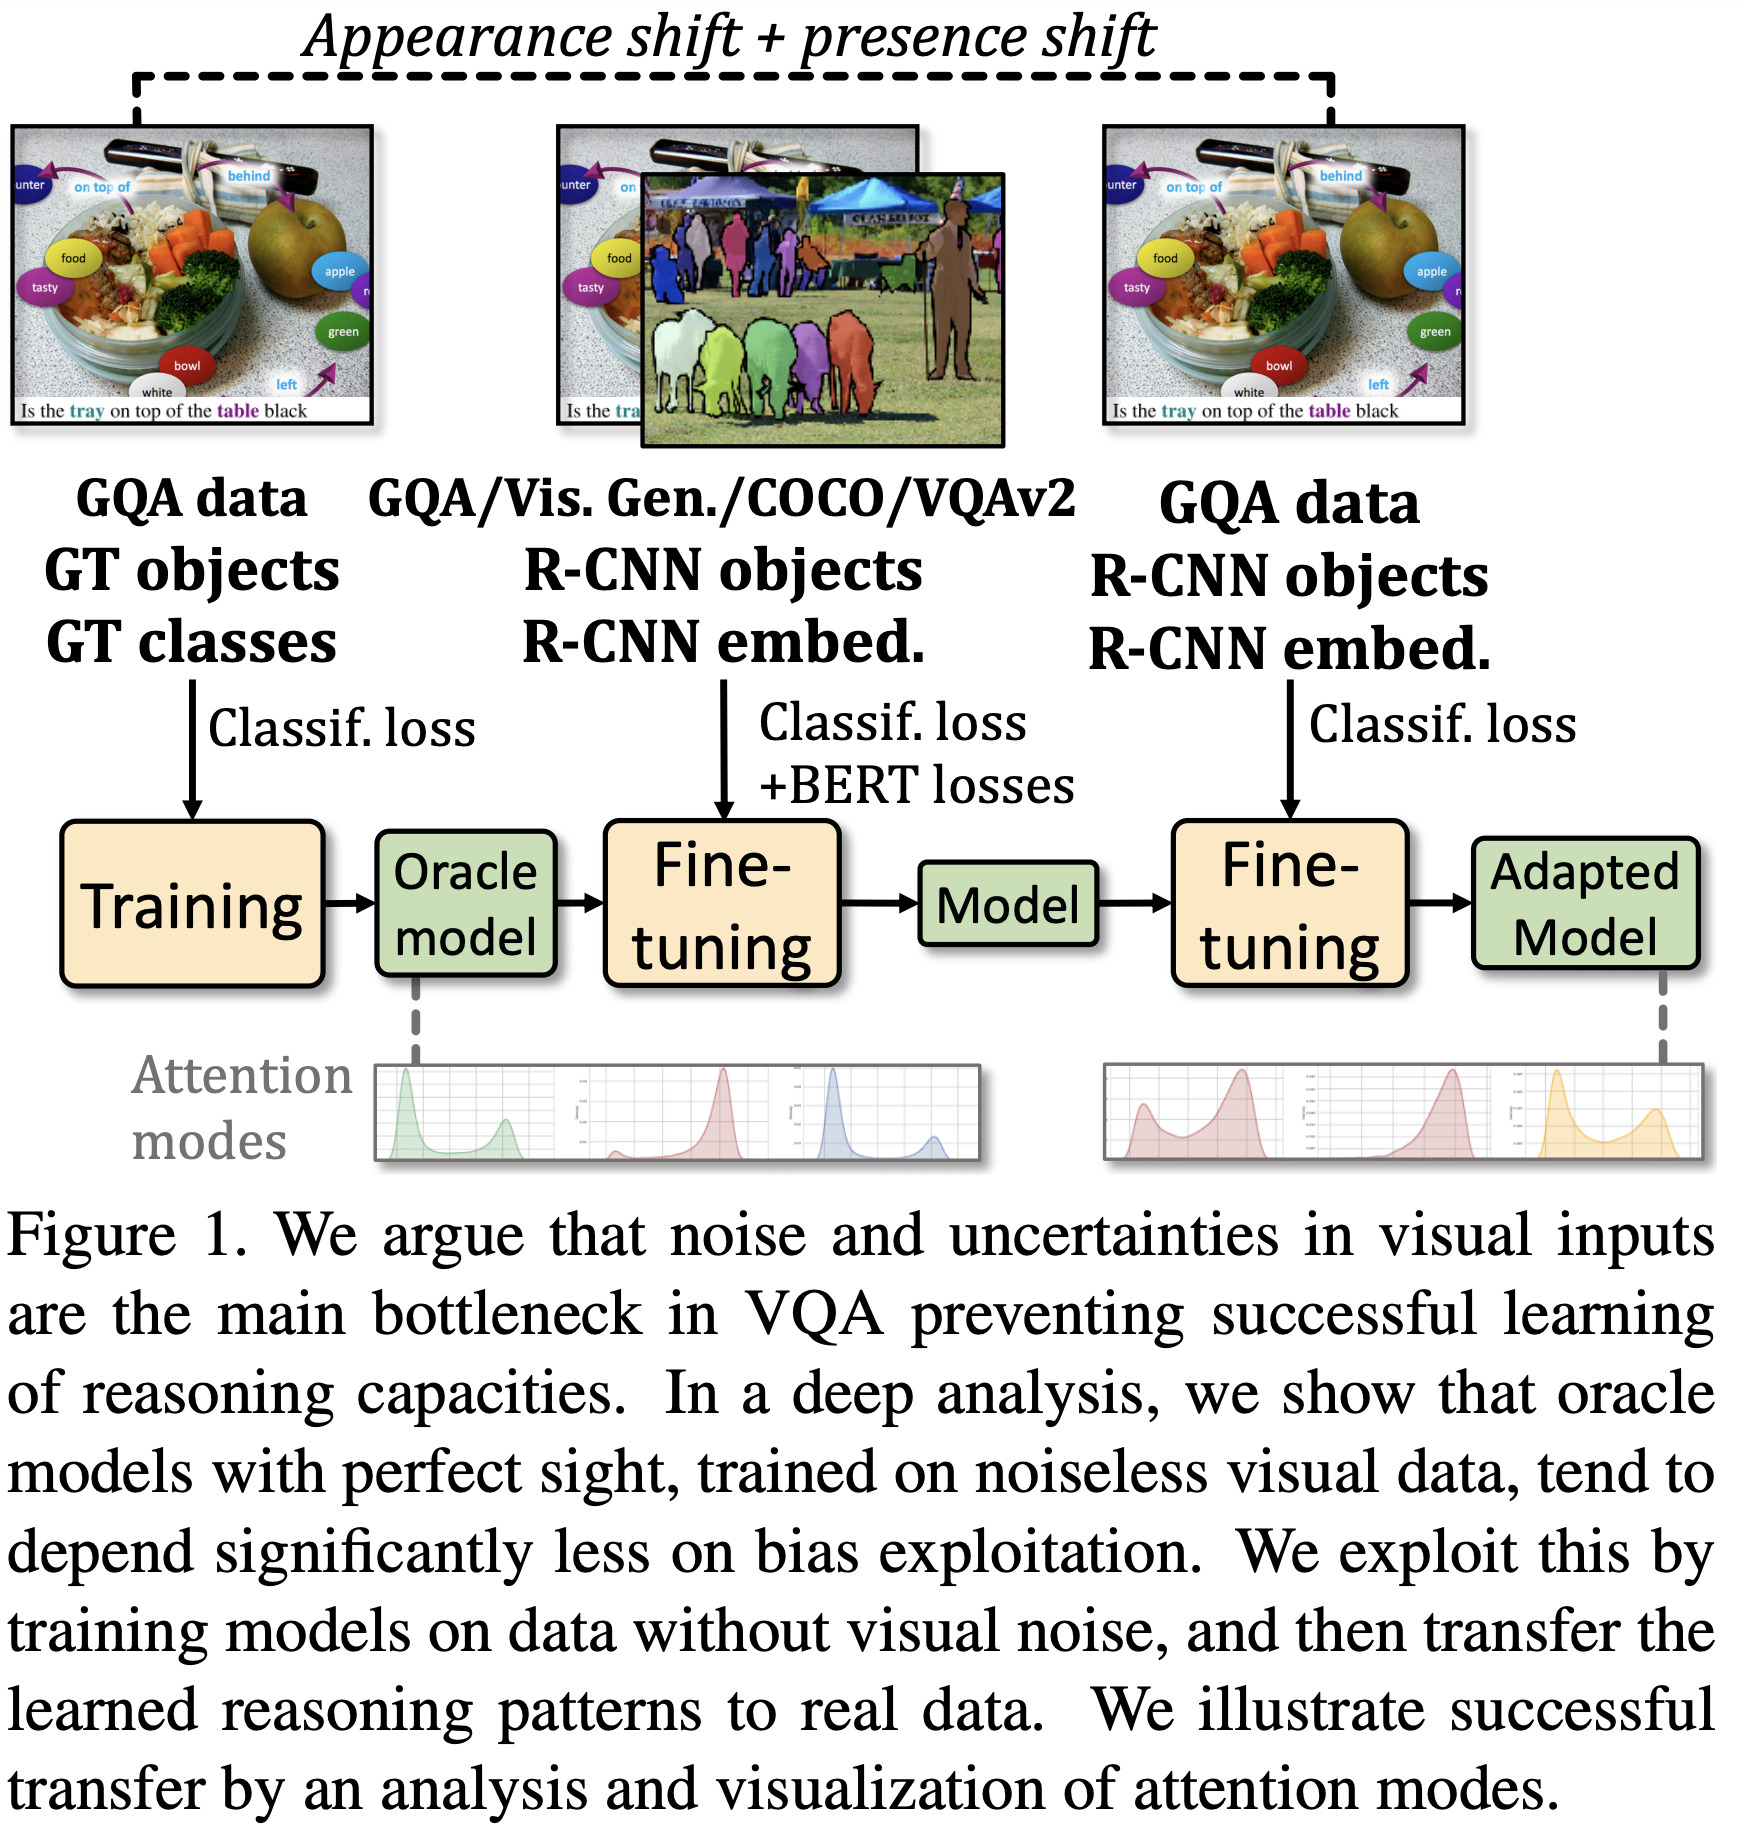 Appearance shift + presence shift
unter
on top of
behind
food
tasty
apple
r
green
bowl
white
left
Is the tray on top of the table black
unter
on
food
tasty
Is the tra
unter
on top of
behind
food
tasty
apple
r
green
bowl
white
left
Is the tray on top of the table black
GQA data
GT objects
GT classes
GQA/Vis. Gen./COCO/VQAv2
R-CNN objects
R-CNN embed.
GQA data
R-CNN objects
R-CNN embed.
Classif. loss
Classif. loss
+BERT losses
Classif. loss
Training
Oracle
model
Fine-
tuning
Model
Fine-
tuning
Adapted
Model
Attention
modes
Figure 1. We argue that noise and uncertainties in visual inputs
are the main bottleneck in VQA preventing successful learning
of reasoning capacities. In a deep analysis, we show that oracle
models with perfect sight, trained on noiseless visual data, tend to
depend significantly less on bias exploitation. We exploit this by
training models on data without visual noise, and then transfer the
learned reasoning patterns to real data. We illustrate successful
transfer by an analysis and visualization of attention modes.